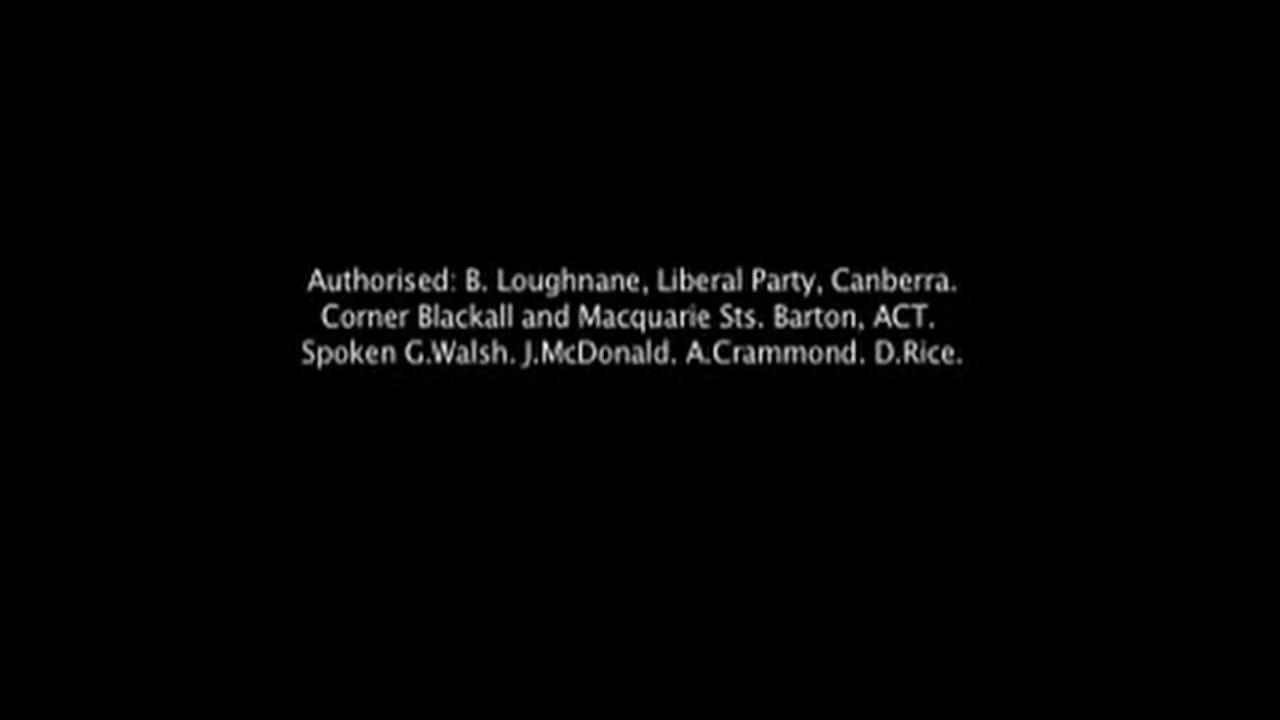 Authorised: B. Loughnane, Liberal Party, Canberra.
Corner Blackall and Macquarie Sts. Barton, ACT.
Spoken G.Walsh. J.McDonald. A.Crammond. D.Rice.